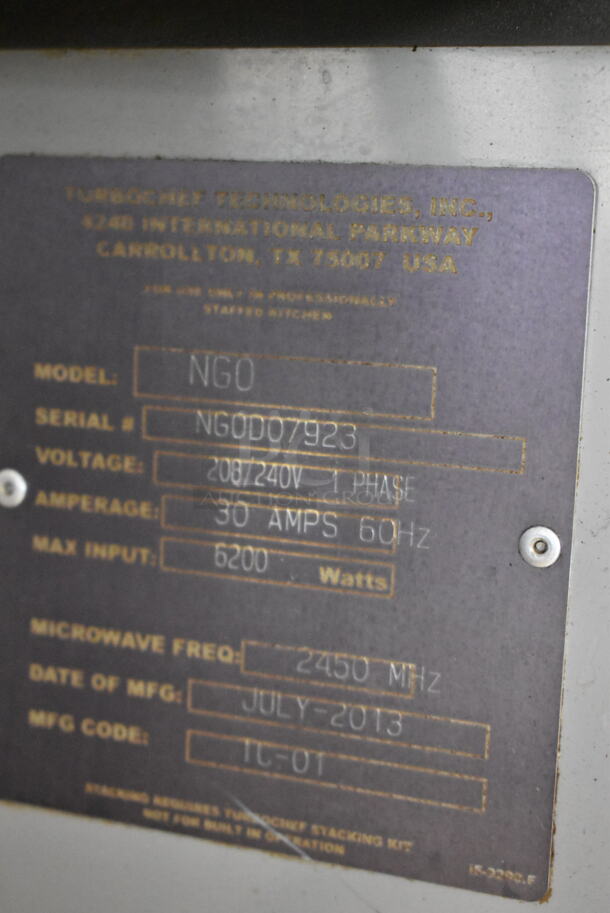 TURBOCHEF TECHNOLOGIES, INC.,
4240 INTERNATIONAL PARKWAY
CARROLLTON, TX 75007 USA
FOR USE ONLY IN PROFESSIONALLY
STAFFED KITCHEN
MODEL: NGO
SERIAL # NGOD07923
VOLTAGE: 208/240V 1 PHASE
AMPERAGE: 30 AMPS 60Hz
AUCTION GROUP
MAX INPUT: 6200 Watts
MICROWAVE FREQ: 2450 MHz
DATE OF MFG: JULY-2013
MFG CODE: TC-01
STACKING REQUIRES TURBOCHEF STACKING KIT
NOT FOR BUILT IN OPERATION